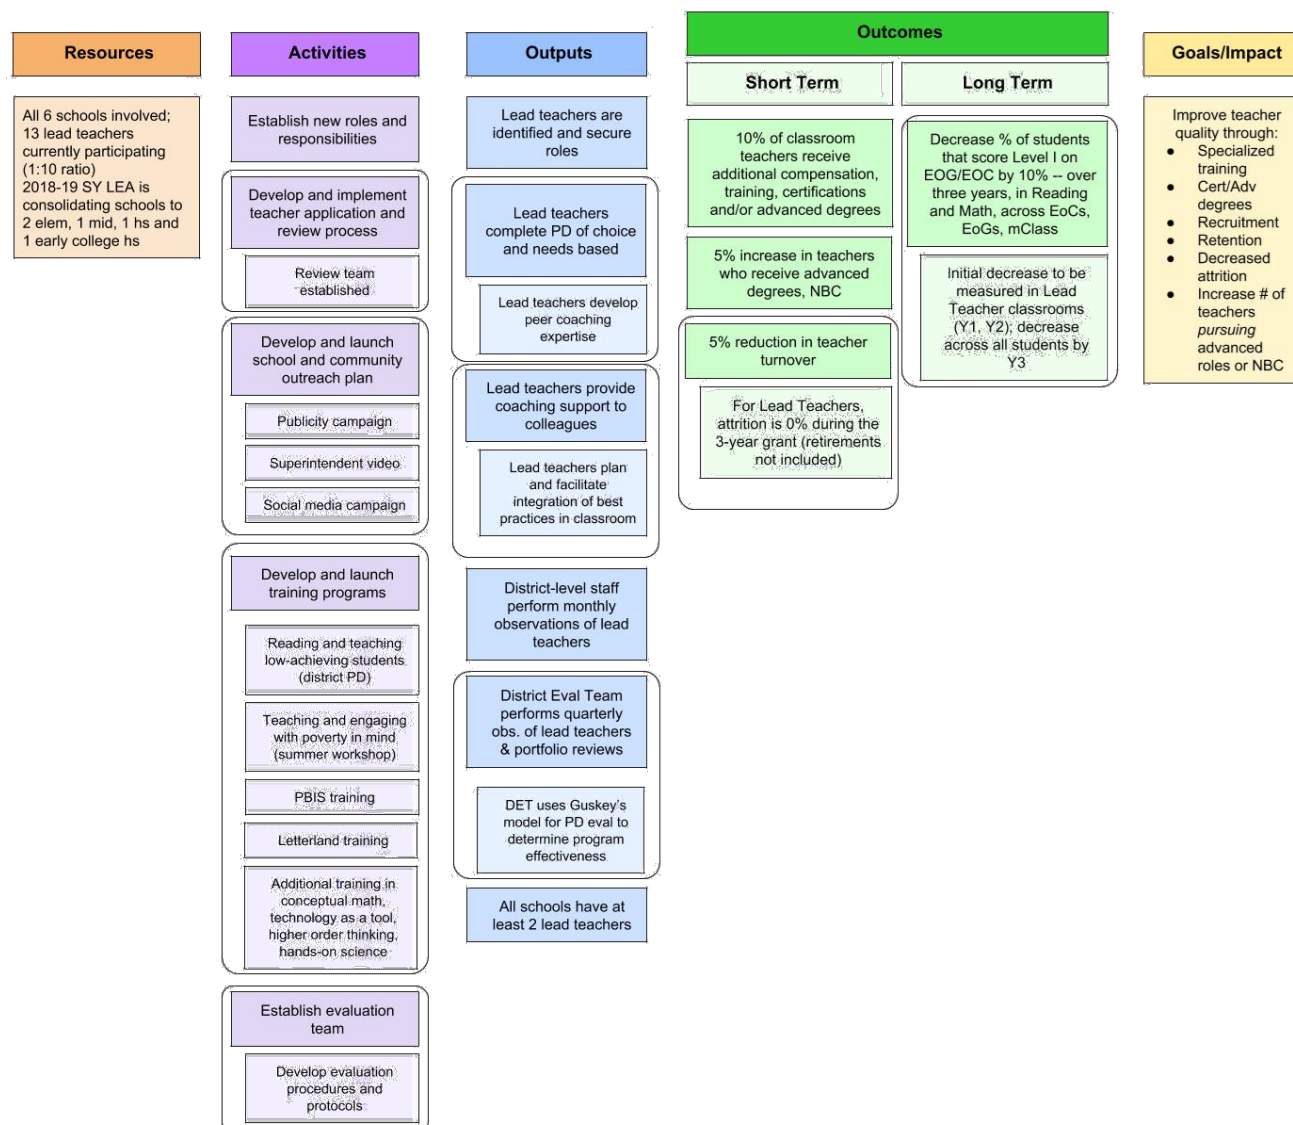 Resources
All 6 schools involved;
13 lead teachers
currently participating
(1:10 ratio)
2018-19 SY LEA is
consolidating schools to
2 elem, 1 mid, 1 hs and
1 early college hs
Activities
Establish new roles and
responsibilities
Develop and implement
teacher application and
review process
Review team
established
Develop and launch
school and community
outreach plan
Publicity campaign
Superintendent video
Social media campaign
Develop and launch
training programs
Reading and teaching
low-achieving students
(district PD)
Teaching and engaging
with poverty in mind
(summer workshop)
PBIS training
Letterland training
Additional training in
conceptual math,
technology as a tool,
higher order thinking,
hands-on science
Establish evaluation
team
Develop evaluation
procedures and
protocols
Outputs
Lead teachers are
identified and secure
roles
Lead teachers
complete PD of choice
and needs based
Lead teachers develop
peer coaching
expertise
Lead teachers provide
coaching support to
colleagues
Lead teachers plan
and facilitate
integration of best
practices in classroom
District-level staff
perform monthly
observations of lead
teachers
District Eval Team
performs quarterly
obs. of lead teachers
& portfolio reviews
DET uses Guskey's
model for PD eval to
determine program
effectiveness
All schools have at
least 2 lead teachers
Outcomes
Short Term
10% of classroom
teachers receive
additional compensation,
training, certifications
and/or advanced degrees
5% increase in teachers
who receive advanced
degrees, NBC
5% reduction in teacher
turnover
For Lead Teachers,
attrition is 0% during the
3-year grant (retirements
not included)
Long Term
Decrease % of students
that score Level I on
EOG/EOC by 10% -- over
three years, in Reading
and Math, across EoCs,
EoGs, mClass
Initial decrease to be
measured in Lead
Teacher classrooms
(Y1, Y2); decrease
across all students by
Y3
Goals/Impact
Improve teacher
quality through:
● Specialized
training
● Cert/Adv
degrees
● Recruitment
● Retention
● Decreased
attrition
● Increase # of
teachers
pursuing
advanced
roles or NBC